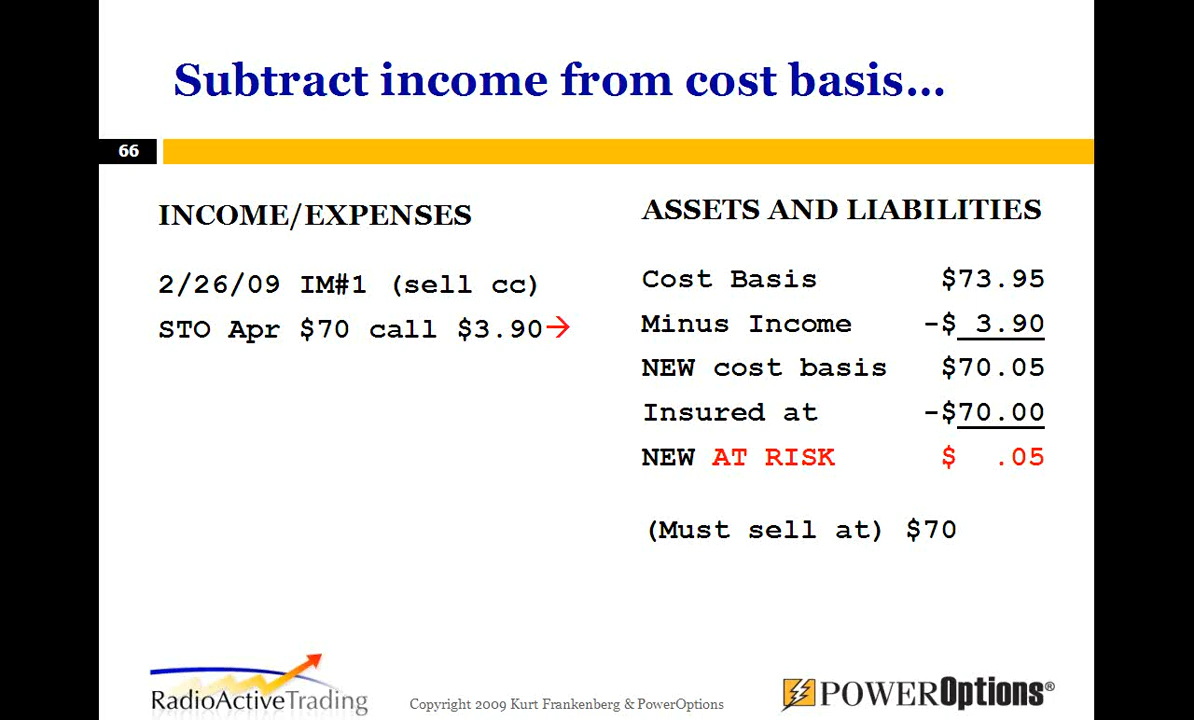 Subtract income from cost basis...
66
INCOME/EXPENSES
2/26/09 IM#1 (sell cc)
STO Apr $70 call $3.90→
ASSETS AND LIABILITIES
Cost Basis $73.95
Minus Income -$ 3.90
NEW cost basis $70.05
Insured at -$70.00
NEW AT RISK $ .05
(Must sell at) $70
RadioActiveTrading
Copyright 2009 Kurt Frankenberg & PowerOptions
POWEROptions®